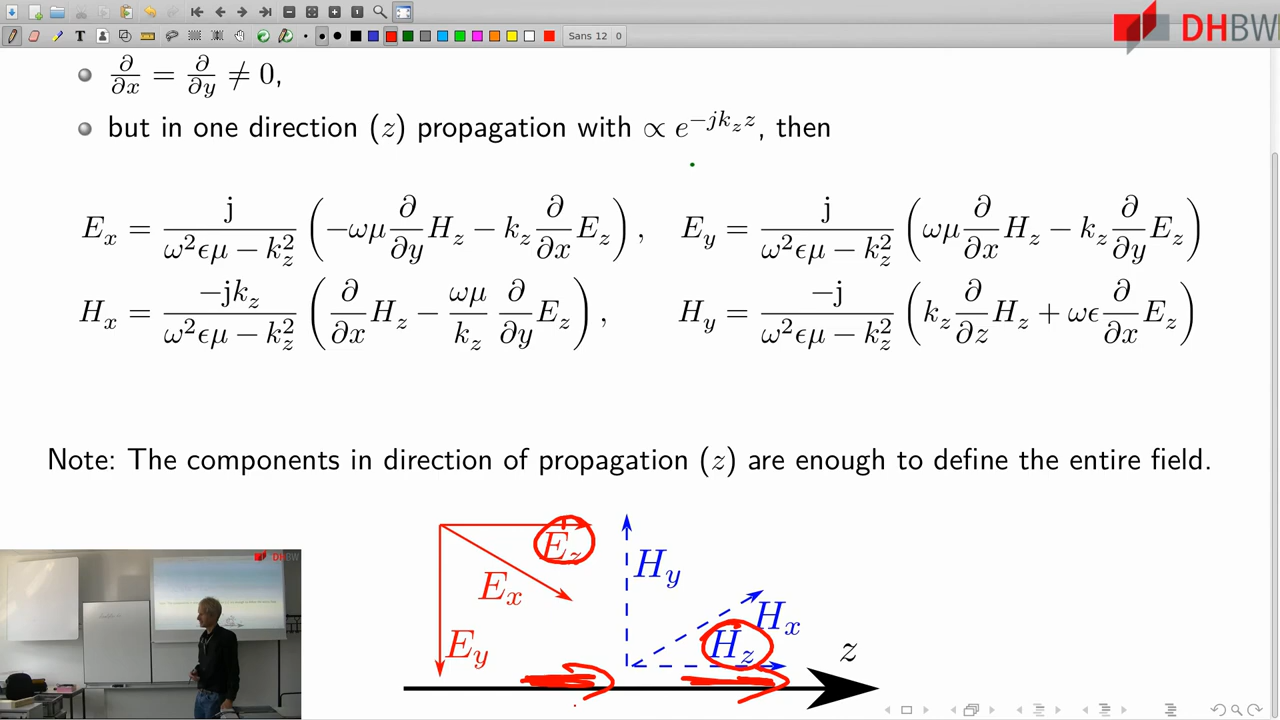 Sans 12 0
DHBW
∂/∂x = ∂/∂y ≠ 0,
but in one direction (z) propagation with ∝ e^{−jk_z z}, then
E_x = j/(ω²ϵμ − k_z²) (−ωμ ∂/∂y H_z − k_z ∂/∂x E_z), E_y = j/(ω²ϵμ − k_z²) (ωμ ∂/∂x H_z − k_z ∂/∂y E_z)
H_x = −jk_z/(ω²ϵμ − k_z²) (∂/∂x H_z − ωμ/k_z ∂/∂y E_z), H_y = −j/(ω²ϵμ − k_z²) (k_z ∂/∂z H_z + ωϵ ∂/∂x E_z)
Note: The components in direction of propagation (z) are enough to define the entire field.
E_z
H_y
E_x
H_x
E_y
H_z
z
DHBW